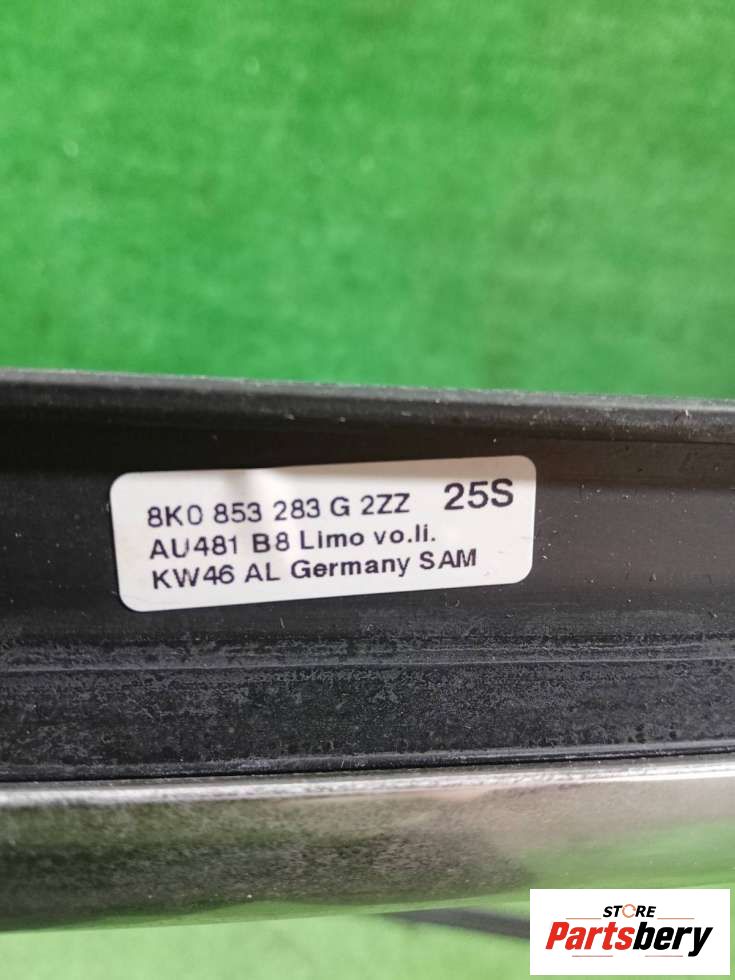 8K0 853 283 G 2ZZ 25S
AU481 B8 Limo vo.li.
KW46 AL Germany SAM
STORE
Partsbery